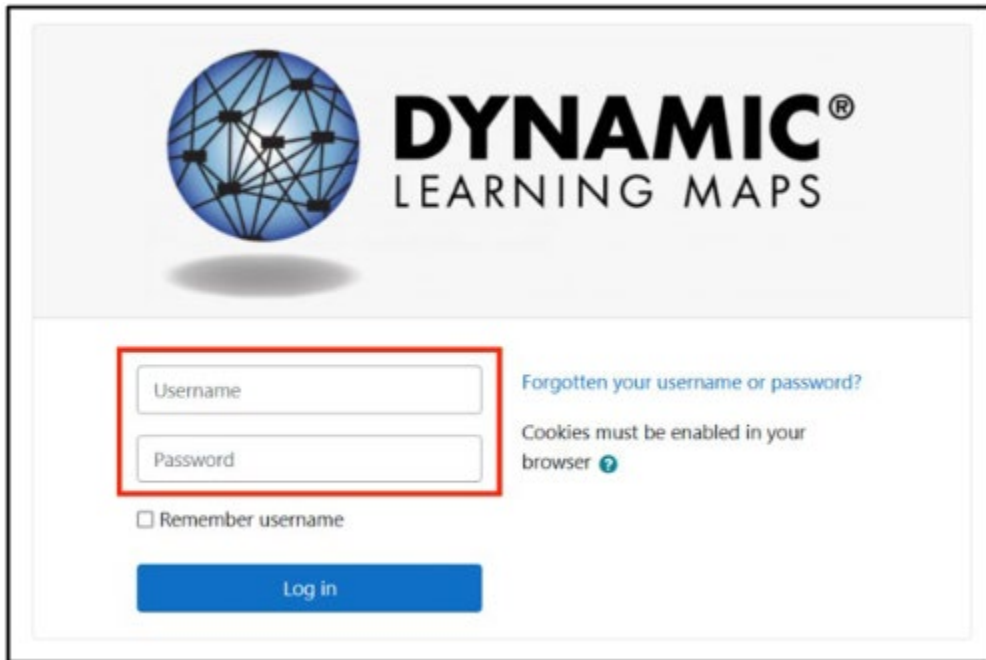 DYNAMIC®
LEARNING MAPS
Username
Password
Remember username
Log in
Forgotten your username or password?
Cookies must be enabled in your
browser ?